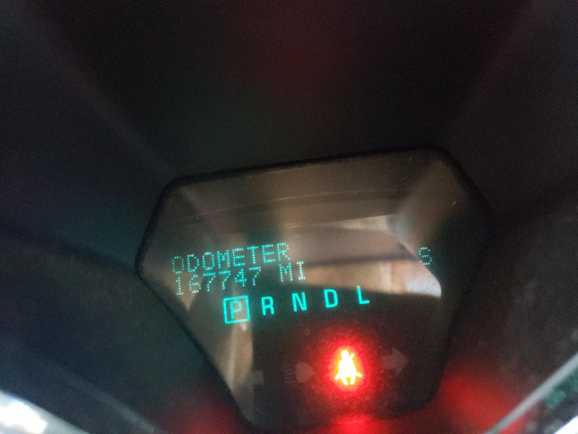 ODOMETER S
167747 MI
P R N D L